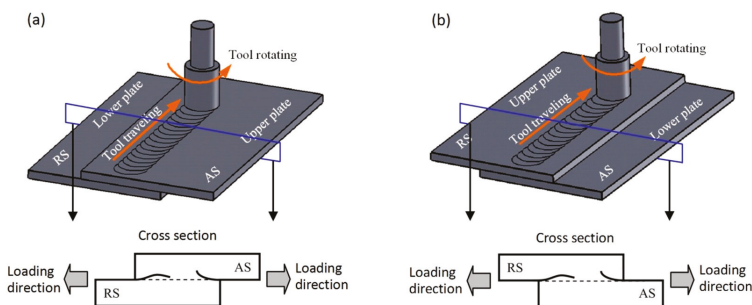 (a)
Tool rotating
Lower plate
Tool traveling
Upper plate
RS
AS
Cross section
Loading
direction
AS
RS
Loading
direction
(b)
Tool rotating
Upper plate
Tool traveling
Lower plate
RS
AS
Cross section
Loading
direction
RS
AS
Loading
direction